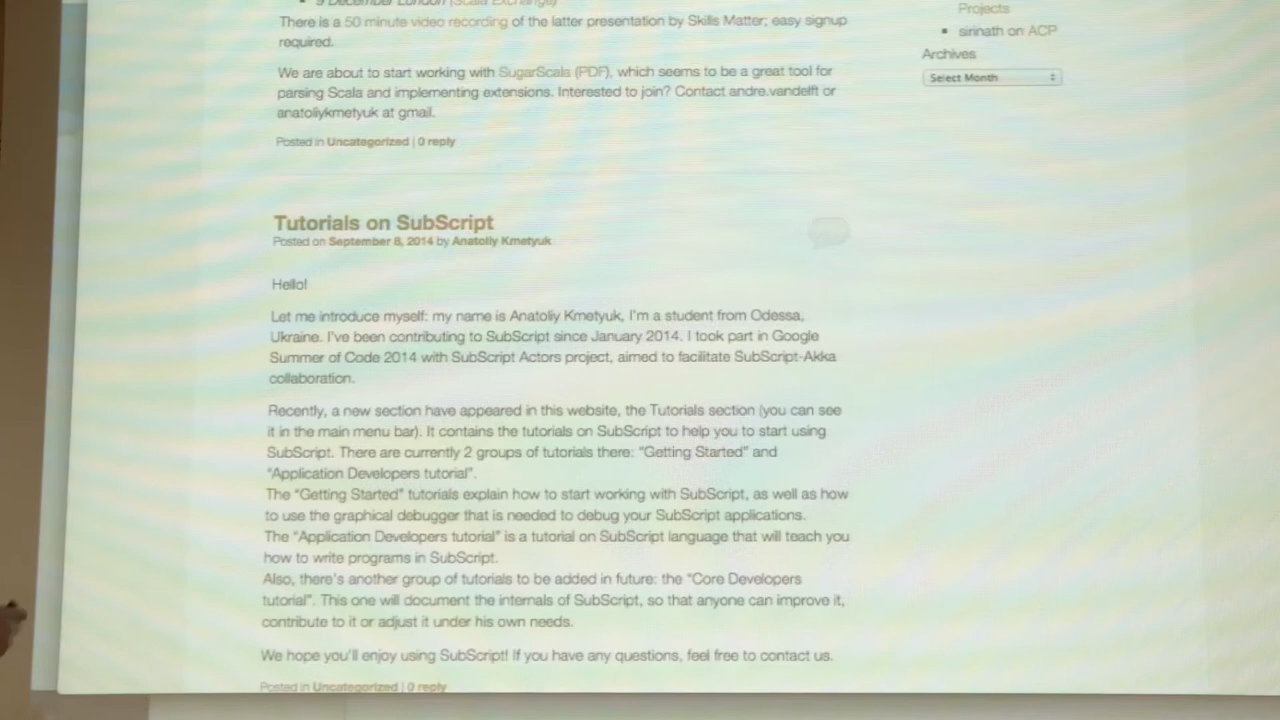 9 December London (Scala Exchange)
There is a 50 minute video recording of the latter presentation by Skills Matter; easy signup
required.
We are about to start working with SugarScala (PDF), which seems to be a great tool for
parsing Scala and implementing extensions. Interested to join? Contact andre.vandelft or
anatoliykmetyuk at gmail.
Posted in Uncategorized | 0 reply
Projects
sirinath on ACP
Archives
Select Month
Tutorials on SubScript
Posted on September 8, 2014 by Anatoliy Kmetyuk
Hello!
Let me introduce myself: my name is Anatoliy Kmetyuk, I'm a student from Odessa,
Ukraine. I've been contributing to SubScript since January 2014. I took part in Google
Summer of Code 2014 with SubScript Actors project, aimed to facilitate SubScript-Akka
collaboration.
Recently, a new section have appeared in this website, the Tutorials section (you can see
it in the main menu bar). It contains the tutorials on SubScript to help you to start using
SubScript. There are currently 2 groups of tutorials there: “Getting Started” and
“Application Developers tutorial”.
The “Getting Started” tutorials explain how to start working with SubScript, as well as how
to use the graphical debugger that is needed to debug your SubScript applications.
The “Application Developers tutorial” is a tutorial on SubScript language that will teach you
how to write programs in SubScript.
Also, there's another group of tutorials to be added in future: the “Core Developers
tutorial”. This one will document the internals of SubScript, so that anyone can improve it,
contribute to it or adjust it under his own needs.
We hope you'll enjoy using SubScript! If you have any questions, feel free to contact us.
Posted in Uncategorized | 0 reply